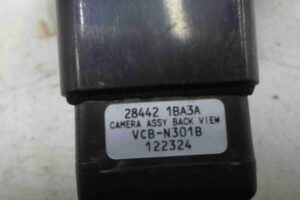 28442 1BA3A
CAMERA ASSY BACK VIEW
VCB-N301B
122324